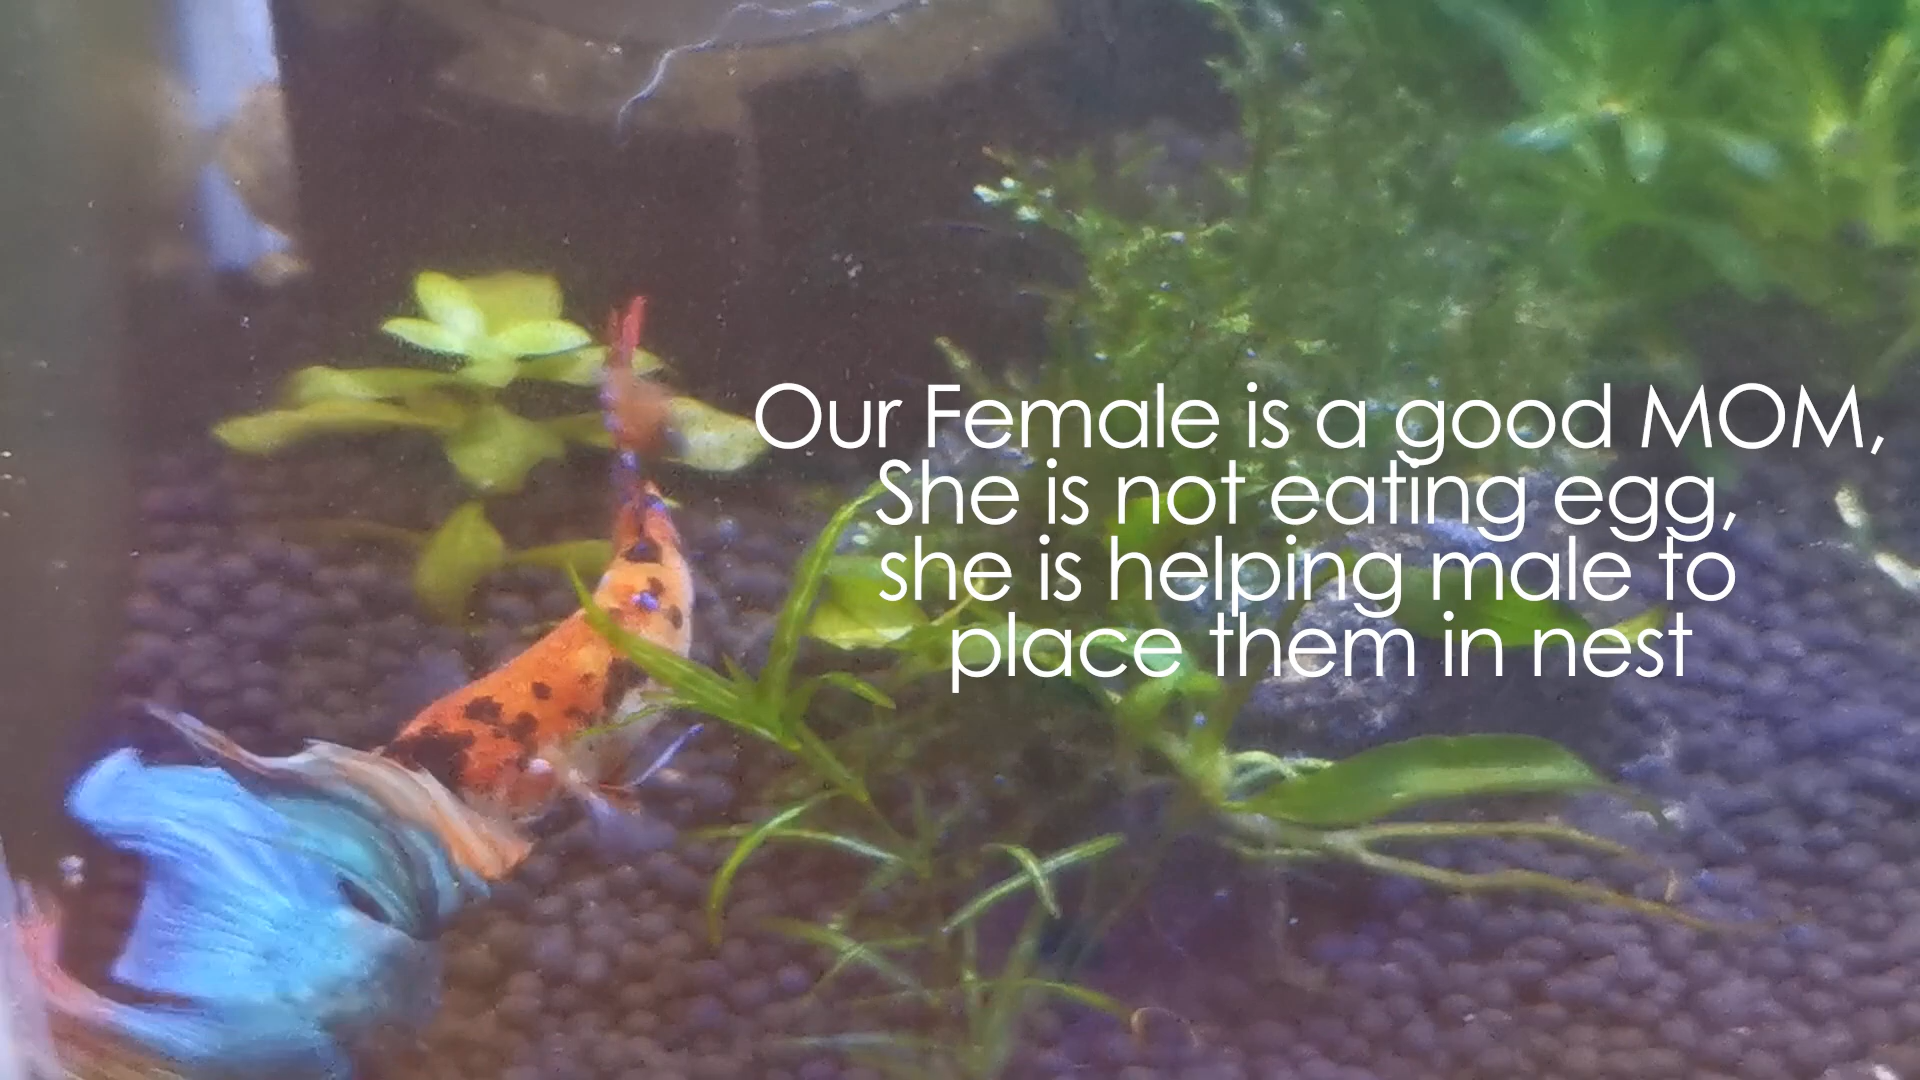 Our Female is a good MOM,
She is not eating egg,
she is helping male to
place them in nest